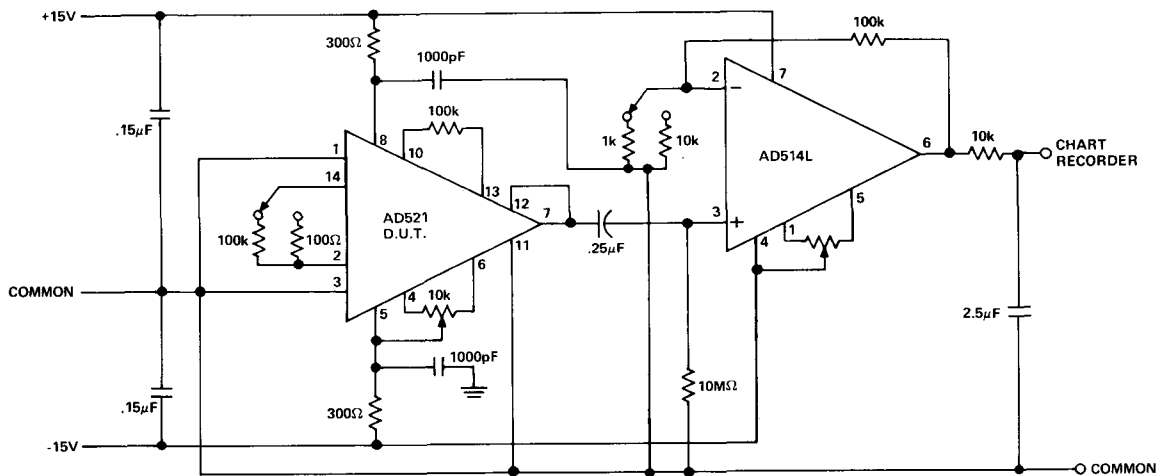 +15V
300Ω
1000pF
100k
.15µF
8
10
100k
13
1
14
100k
100Ω
2
3
AD521
D.U.T.
12
7
11
6
4
10k
5
.25µF
1000pF
300Ω
COMMON
.15µF
-15V
2
7
1k
10k
AD514L
6
10k
CHART
RECORDER
5
3
1
4
10MΩ
2.5µF
COMMON